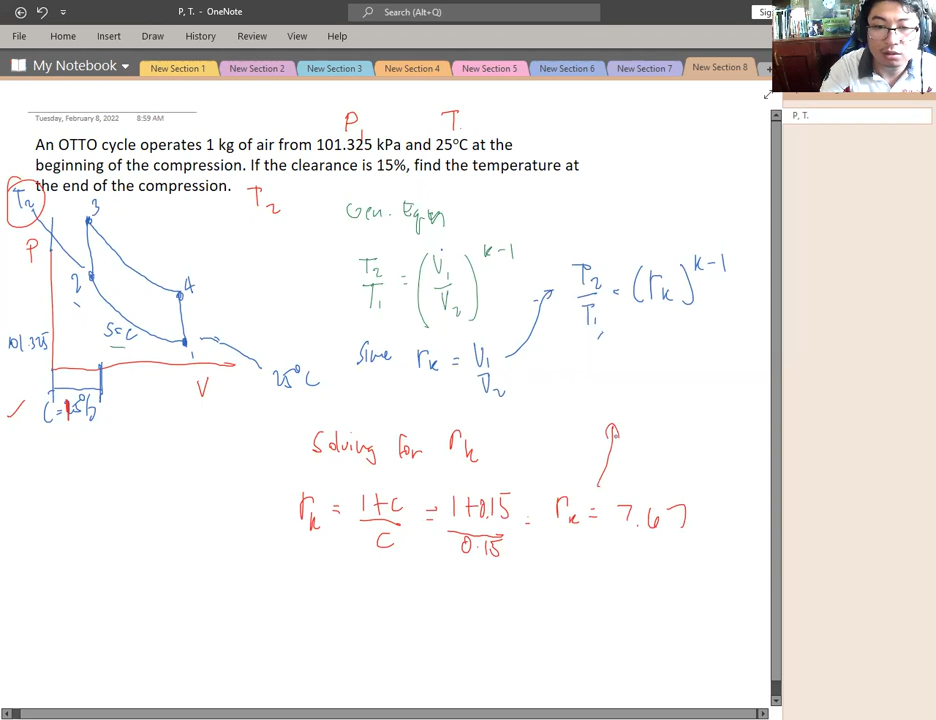 P, T. - OneNote
Search (Alt+Q)
File Home Insert Draw History Review View Help
My Notebook
New Section 1 New Section 2 New Section 3 New Section 4 New Section 5 New Section 6 New Section 7 New Section 8
P, T.
Tuesday, February 8, 2022 8:59 AM
P₁ T.
An OTTO cycle operates 1 kg of air from 101.325 kPa and 25°C at the
beginning of the compression. If the clearance is 15%, find the temperature at
the end of the compression.
T₂
T₂
P
3
2
4
1
S=C
101.325
V
25°C
C = 15%
Gen. Eqn
T₂/T₁ = (V₁/V₂)^k-1
T₂/T₁ = (rₖ)^k-1
Since rₖ = V₁/V₂
Solving for rₖ
rₖ = 1+C/C = 1+0.15/0.15 = rₖ = 7.67